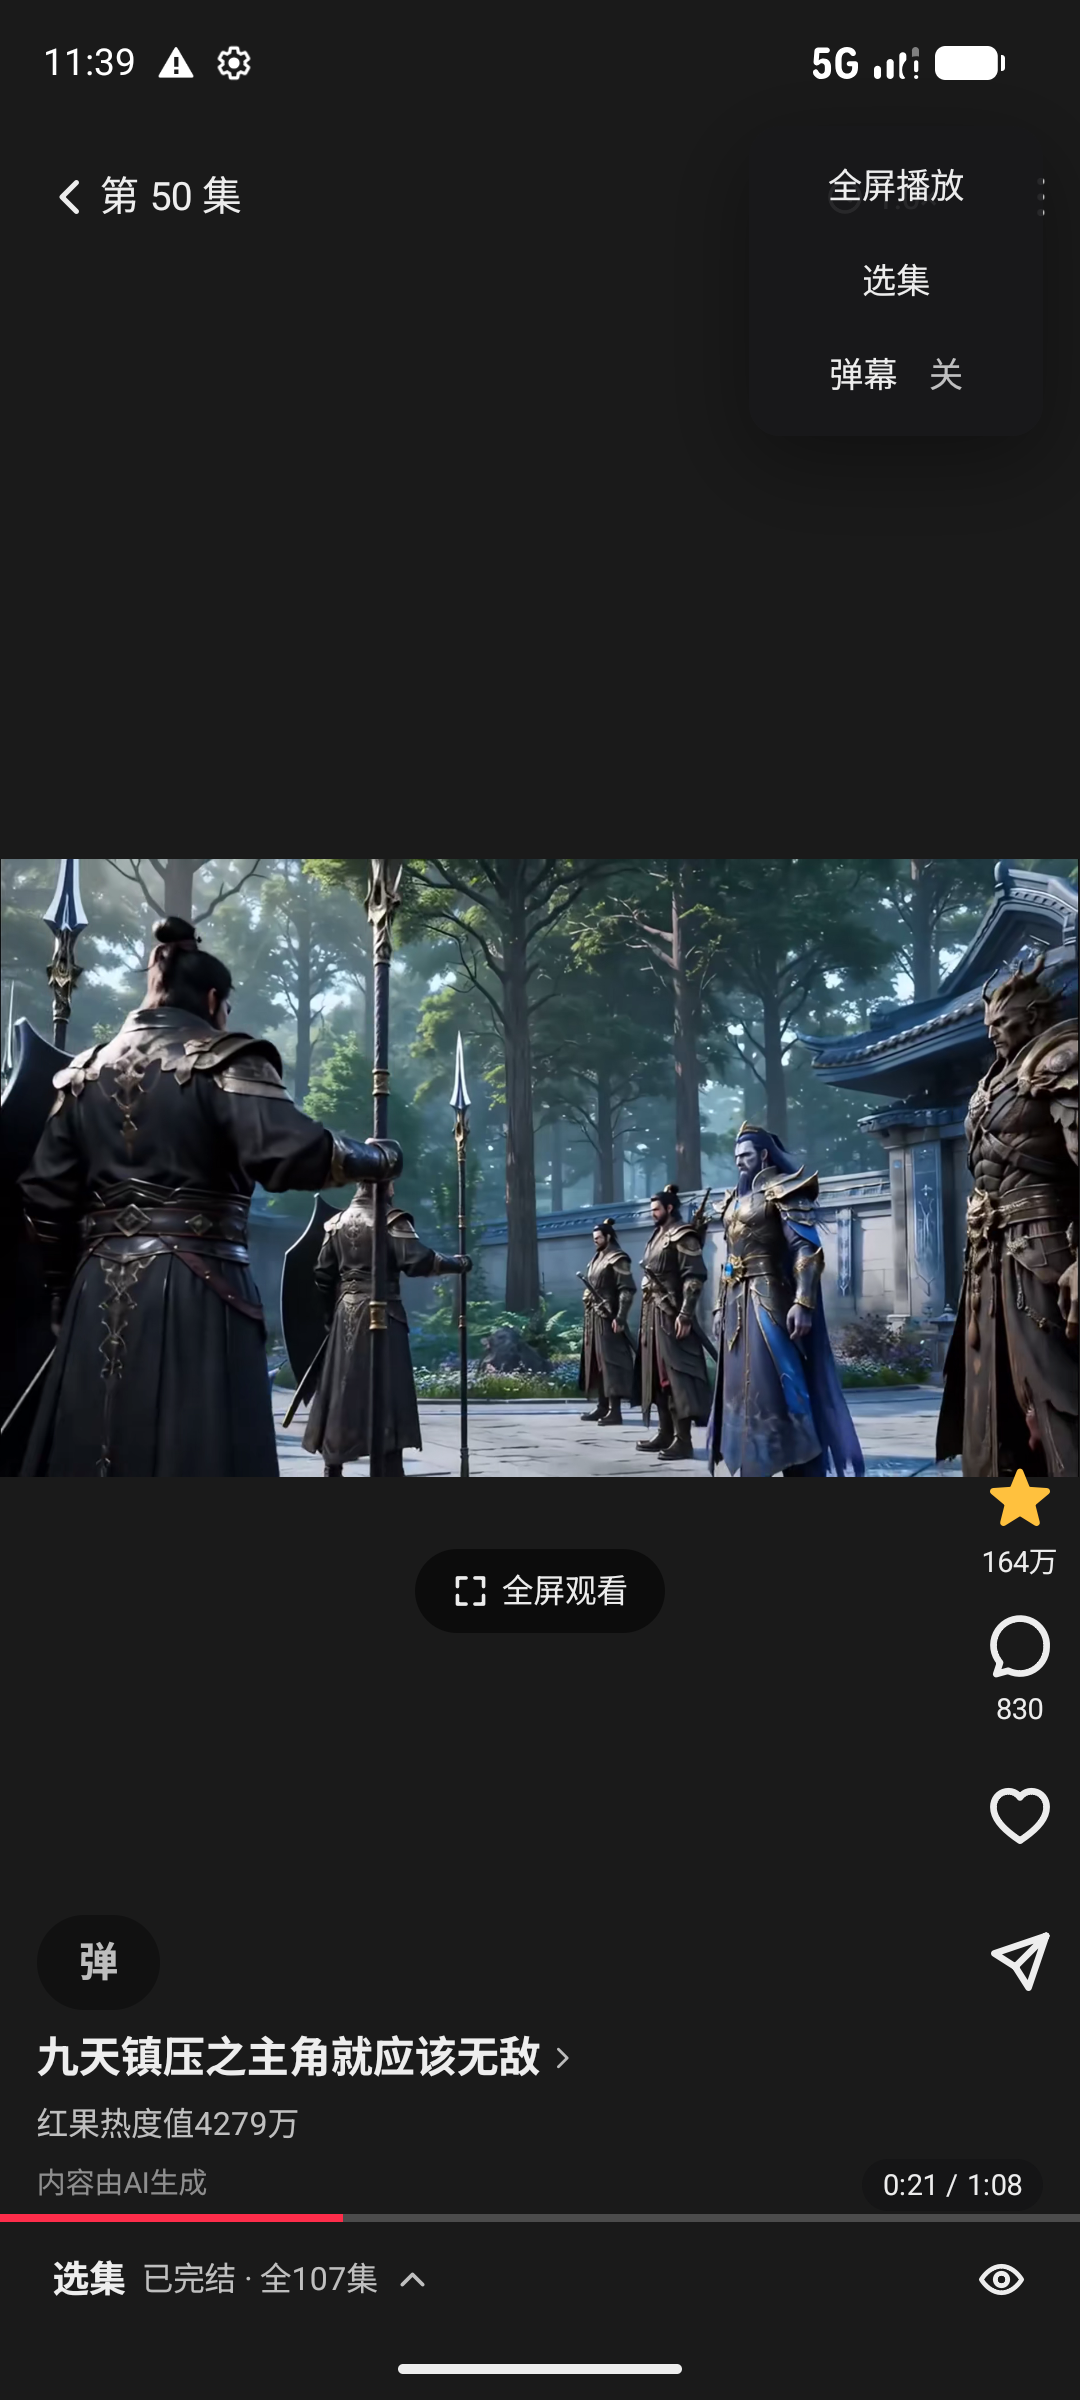 11:39
5G
第 50 集
全屏播放
选集
弹幕 关
164万
全屏观看
830
弹
九天镇压之主角就应该无敌
红果热度值4279万
内容由AI生成
0:21 / 1:08
选集 已完结 · 全107集